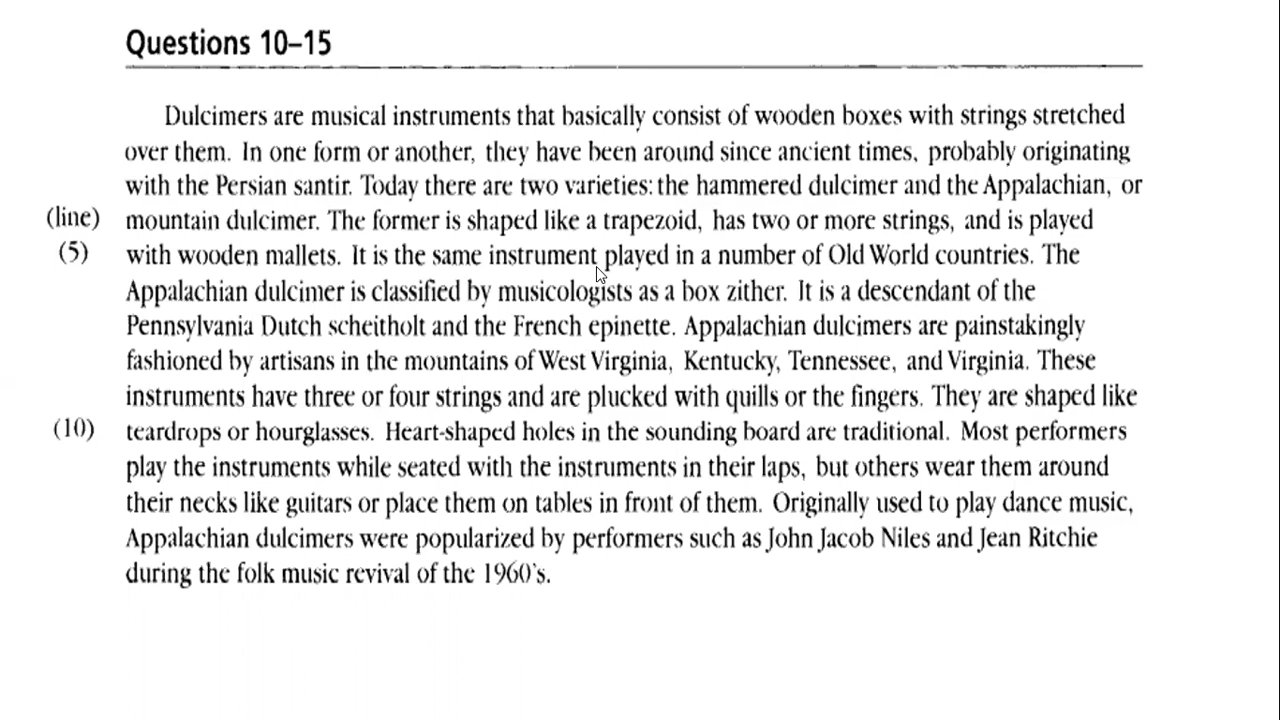 Questions 10–15
Dulcimers are musical instruments that basically consist of wooden boxes with strings stretched
over them. In one form or another, they have been around since ancient times, probably originating
with the Persian santir. Today there are two varieties: the hammered dulcimer and the Appalachian, or
(line) mountain dulcimer. The former is shaped like a trapezoid, has two or more strings, and is played
(5) with wooden mallets. It is the same instrument played in a number of Old World countries. The
Appalachian dulcimer is classified by musicologists as a box zither. It is a descendant of the
Pennsylvania Dutch scheitholt and the French epinette. Appalachian dulcimers are painstakingly
fashioned by artisans in the mountains of West Virginia, Kentucky, Tennessee, and Virginia. These
instruments have three or four strings and are plucked with quills or the fingers. They are shaped like
(10) teardrops or hourglasses. Heart-shaped holes in the sounding board are traditional. Most performers
play the instruments while seated with the instruments in their laps, but others wear them around
their necks like guitars or place them on tables in front of them. Originally used to play dance music,
Appalachian dulcimers were popularized by performers such as John Jacob Niles and Jean Ritchie
during the folk music revival of the 1960's.